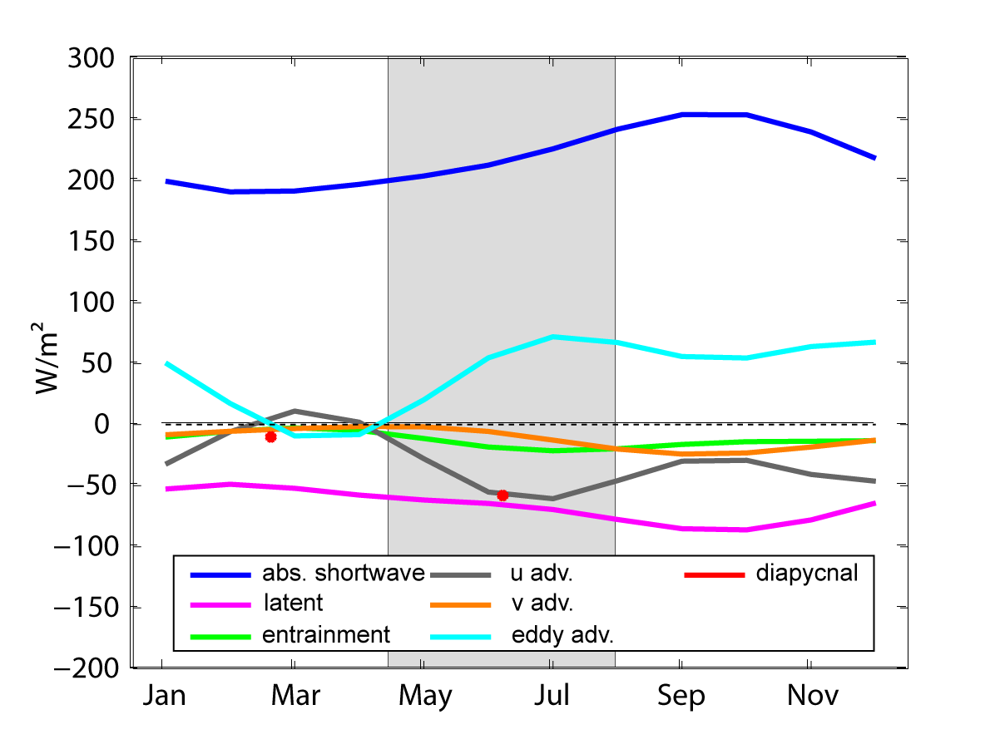 300
250
200
150
100
50
0
−50
−100
−150
−200
W/m²
abs. shortwave u adv. diapycnal
latent v adv.
entrainment eddy adv.
Jan Mar May Jul Sep Nov